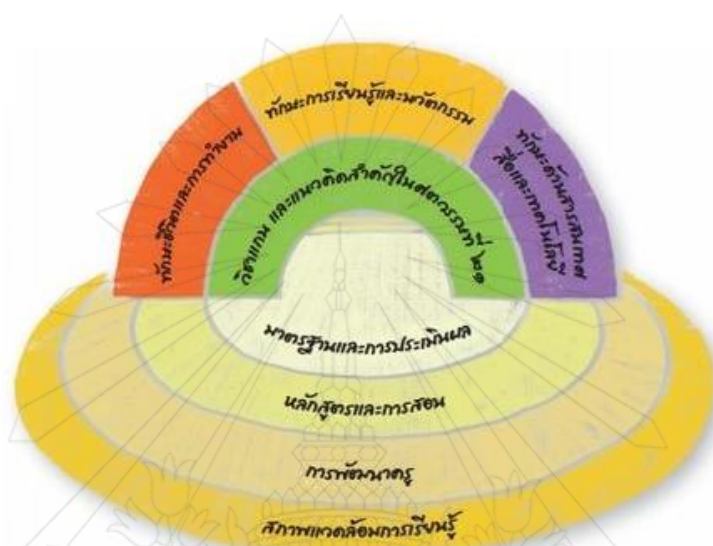 ทักษะการเรียนรู้และนวัตกรรม
ทักษะชีวิตและการทำงาน
ทักษะด้านสารสนเทศ
สื่อและเทคโนโลยี
วิชาแกน และแนวคิดสำคัญในศตวรรษที่ ๒๑
มาตรฐานและการประเมินผล
หลักสูตรและการสอน
การพัฒนาครู
สภาพแวดล้อมการเรียนรู้